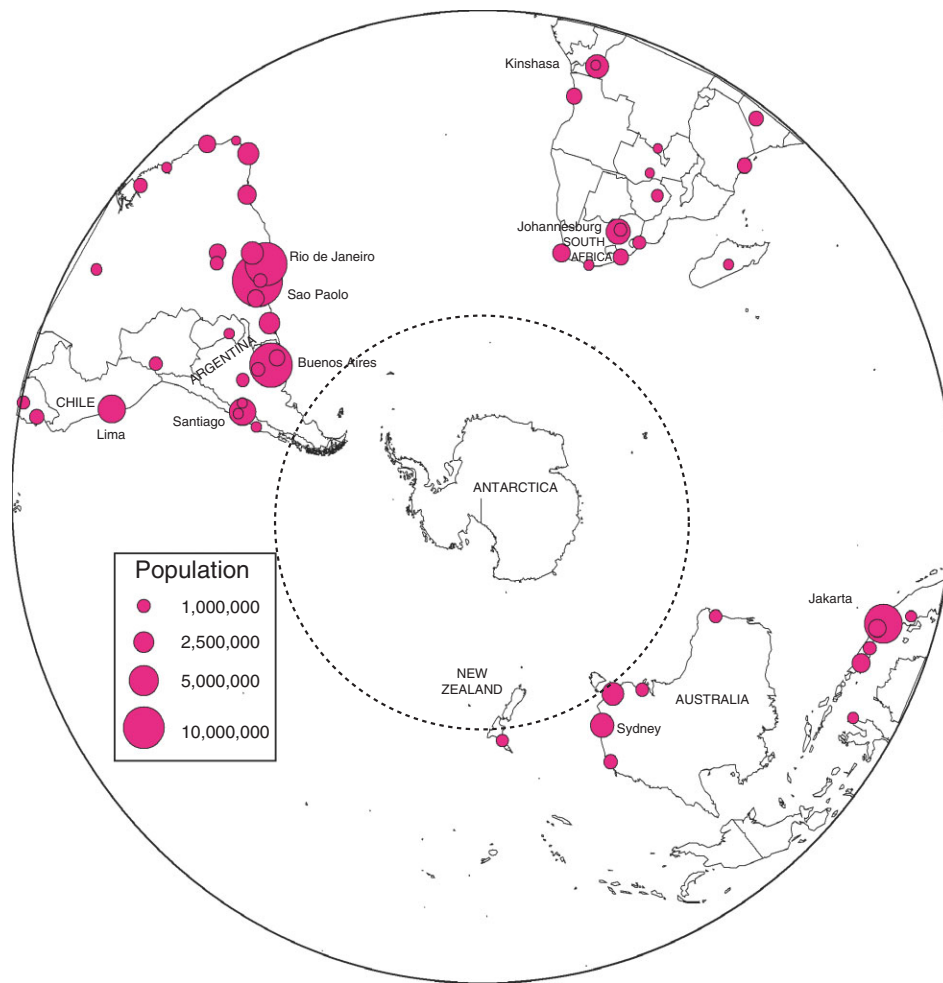 Kinshasa
Johannesburg
SOUTH
AFRICA
Rio de Janeiro
Sao Paolo
ARGENTINA
Buenos Aires
CHILE
Lima
Santiago
ANTARCTICA
Population
1,000,000
2,500,000
5,000,000
10,000,000
Jakarta
NEW
ZEALAND
AUSTRALIA
Sydney